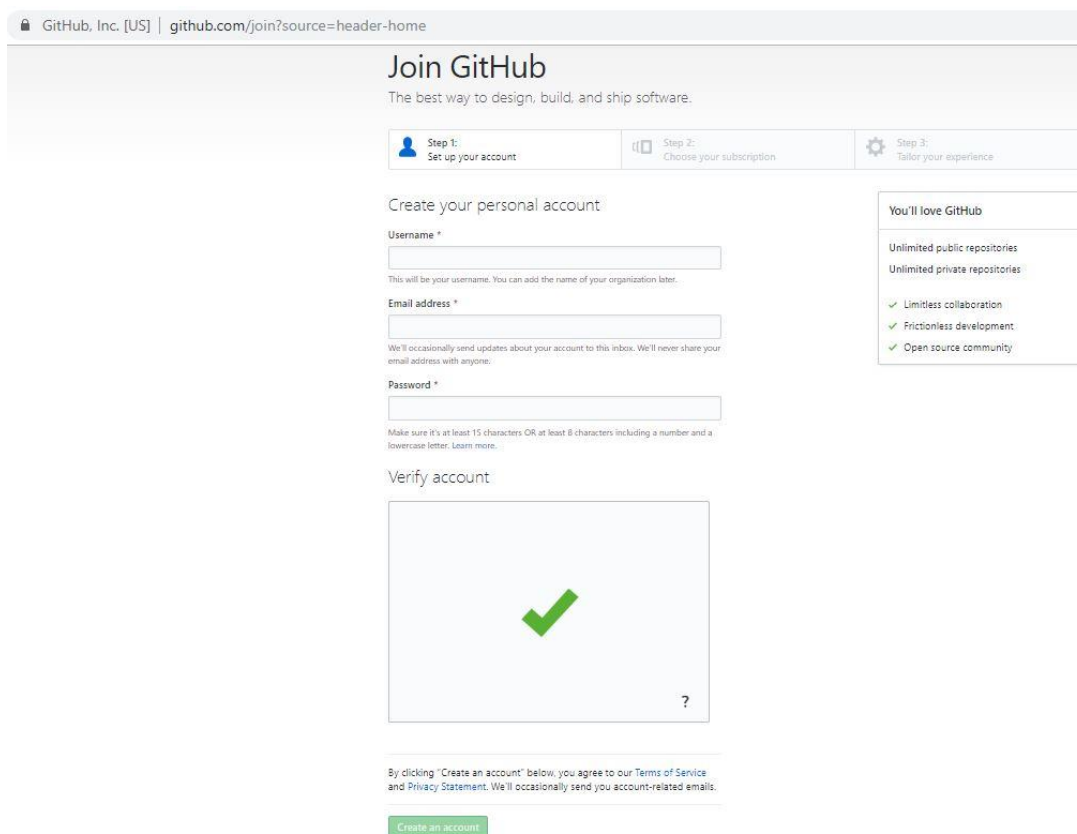 GitHub, Inc. [US] | github.com/join?source=header-home
Join GitHub
The best way to design, build, and ship software.
Step 1:
Set up your account
Step 2:
Choose your subscription
Step 3:
Tailor your experience
Create your personal account
Username *
This will be your username. You can add the name of your organization later.
Email address *
We'll occasionally send updates about your account to this inbox. We'll never share your
email address with anyone.
Password *
Make sure it's at least 15 characters OR at least 8 characters including a number and a
lowercase letter. Learn more.
Verify account
?
By clicking "Create an account" below, you agree to our Terms of Service
and Privacy Statement. We'll occasionally send you account-related emails.
Create an account
You'll love GitHub
Unlimited public repositories
Unlimited private repositories
Limitless collaboration
Frictionless development
Open source community